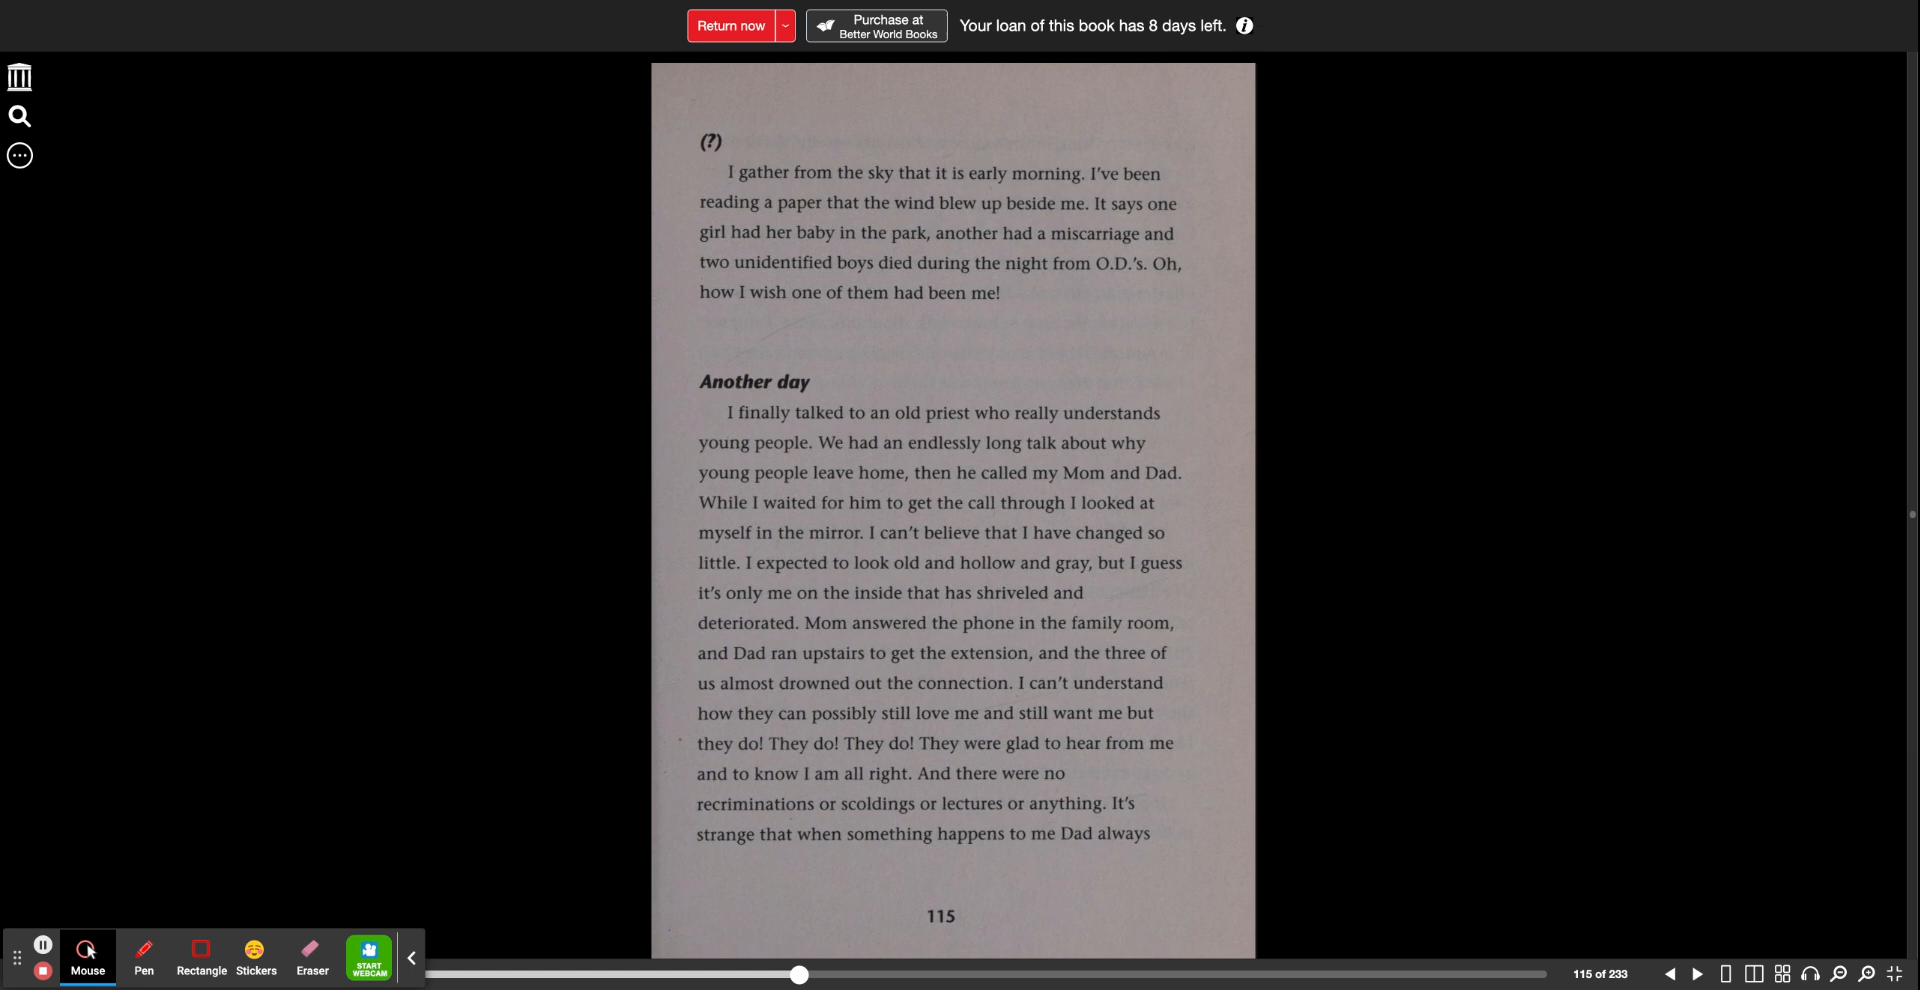 Return now
Purchase at
Better World Books
Your loan of this book has 8 days left.
(?)
I gather from the sky that it is early morning. I've been
reading a paper that the wind blew up beside me. It says one
girl had her baby in the park, another had a miscarriage and
two unidentified boys died during the night from O.D.'s. Oh,
how I wish one of them had been me!
Another day
I finally talked to an old priest who really understands
young people. We had an endlessly long talk about why
young people leave home, then he called my Mom and Dad.
While I waited for him to get the call through I looked at
myself in the mirror. I can't believe that I have changed so
little. I expected to look old and hollow and gray, but I guess
it's only me on the inside that has shriveled and
deteriorated. Mom answered the phone in the family room,
and Dad ran upstairs to get the extension, and the three of
us almost drowned out the connection. I can't understand
how they can possibly still love me and still want me but
they do! They do! They do! They were glad to hear from me
and to know I am all right. And there were no
recriminations or scoldings or lectures or anything. It's
strange that when something happens to me Dad always
115
Mouse
Pen
Rectangle
Stickers
Eraser
START
WEBCAM
115 of 233